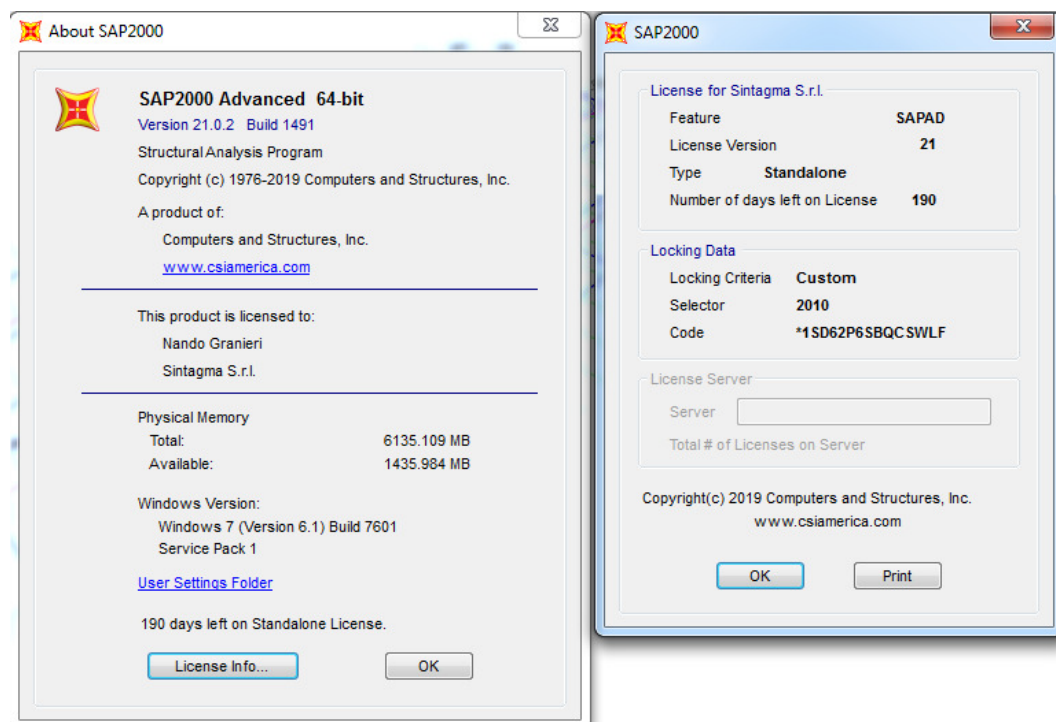 About SAP2000
SAP2000 Advanced 64-bit
Version 21.0.2 Build 1491
Structural Analysis Program
Copyright (c) 1976-2019 Computers and Structures, Inc.
A product of:
Computers and Structures, Inc.
www.csiamerica.com
This product is licensed to:
Nando Granieri
Sintagma S.r.l.
Physical Memory
Total: 6135.109 MB
Available: 1435.984 MB
Windows Version:
Windows 7 (Version 6.1) Build 7601
Service Pack 1
User Settings Folder
190 days left on Standalone License.
License Info... OK
SAP2000
License for Sintagma S.r.l.
Feature SAPAD
License Version 21
Type Standalone
Number of days left on License 190
Locking Data
Locking Criteria Custom
Selector 2010
Code *1SD62P6SBQCSWLF
License Server
Server
Total # of Licenses on Server
Copyright(c) 2019 Computers and Structures, Inc.
www.csiamerica.com
OK Print